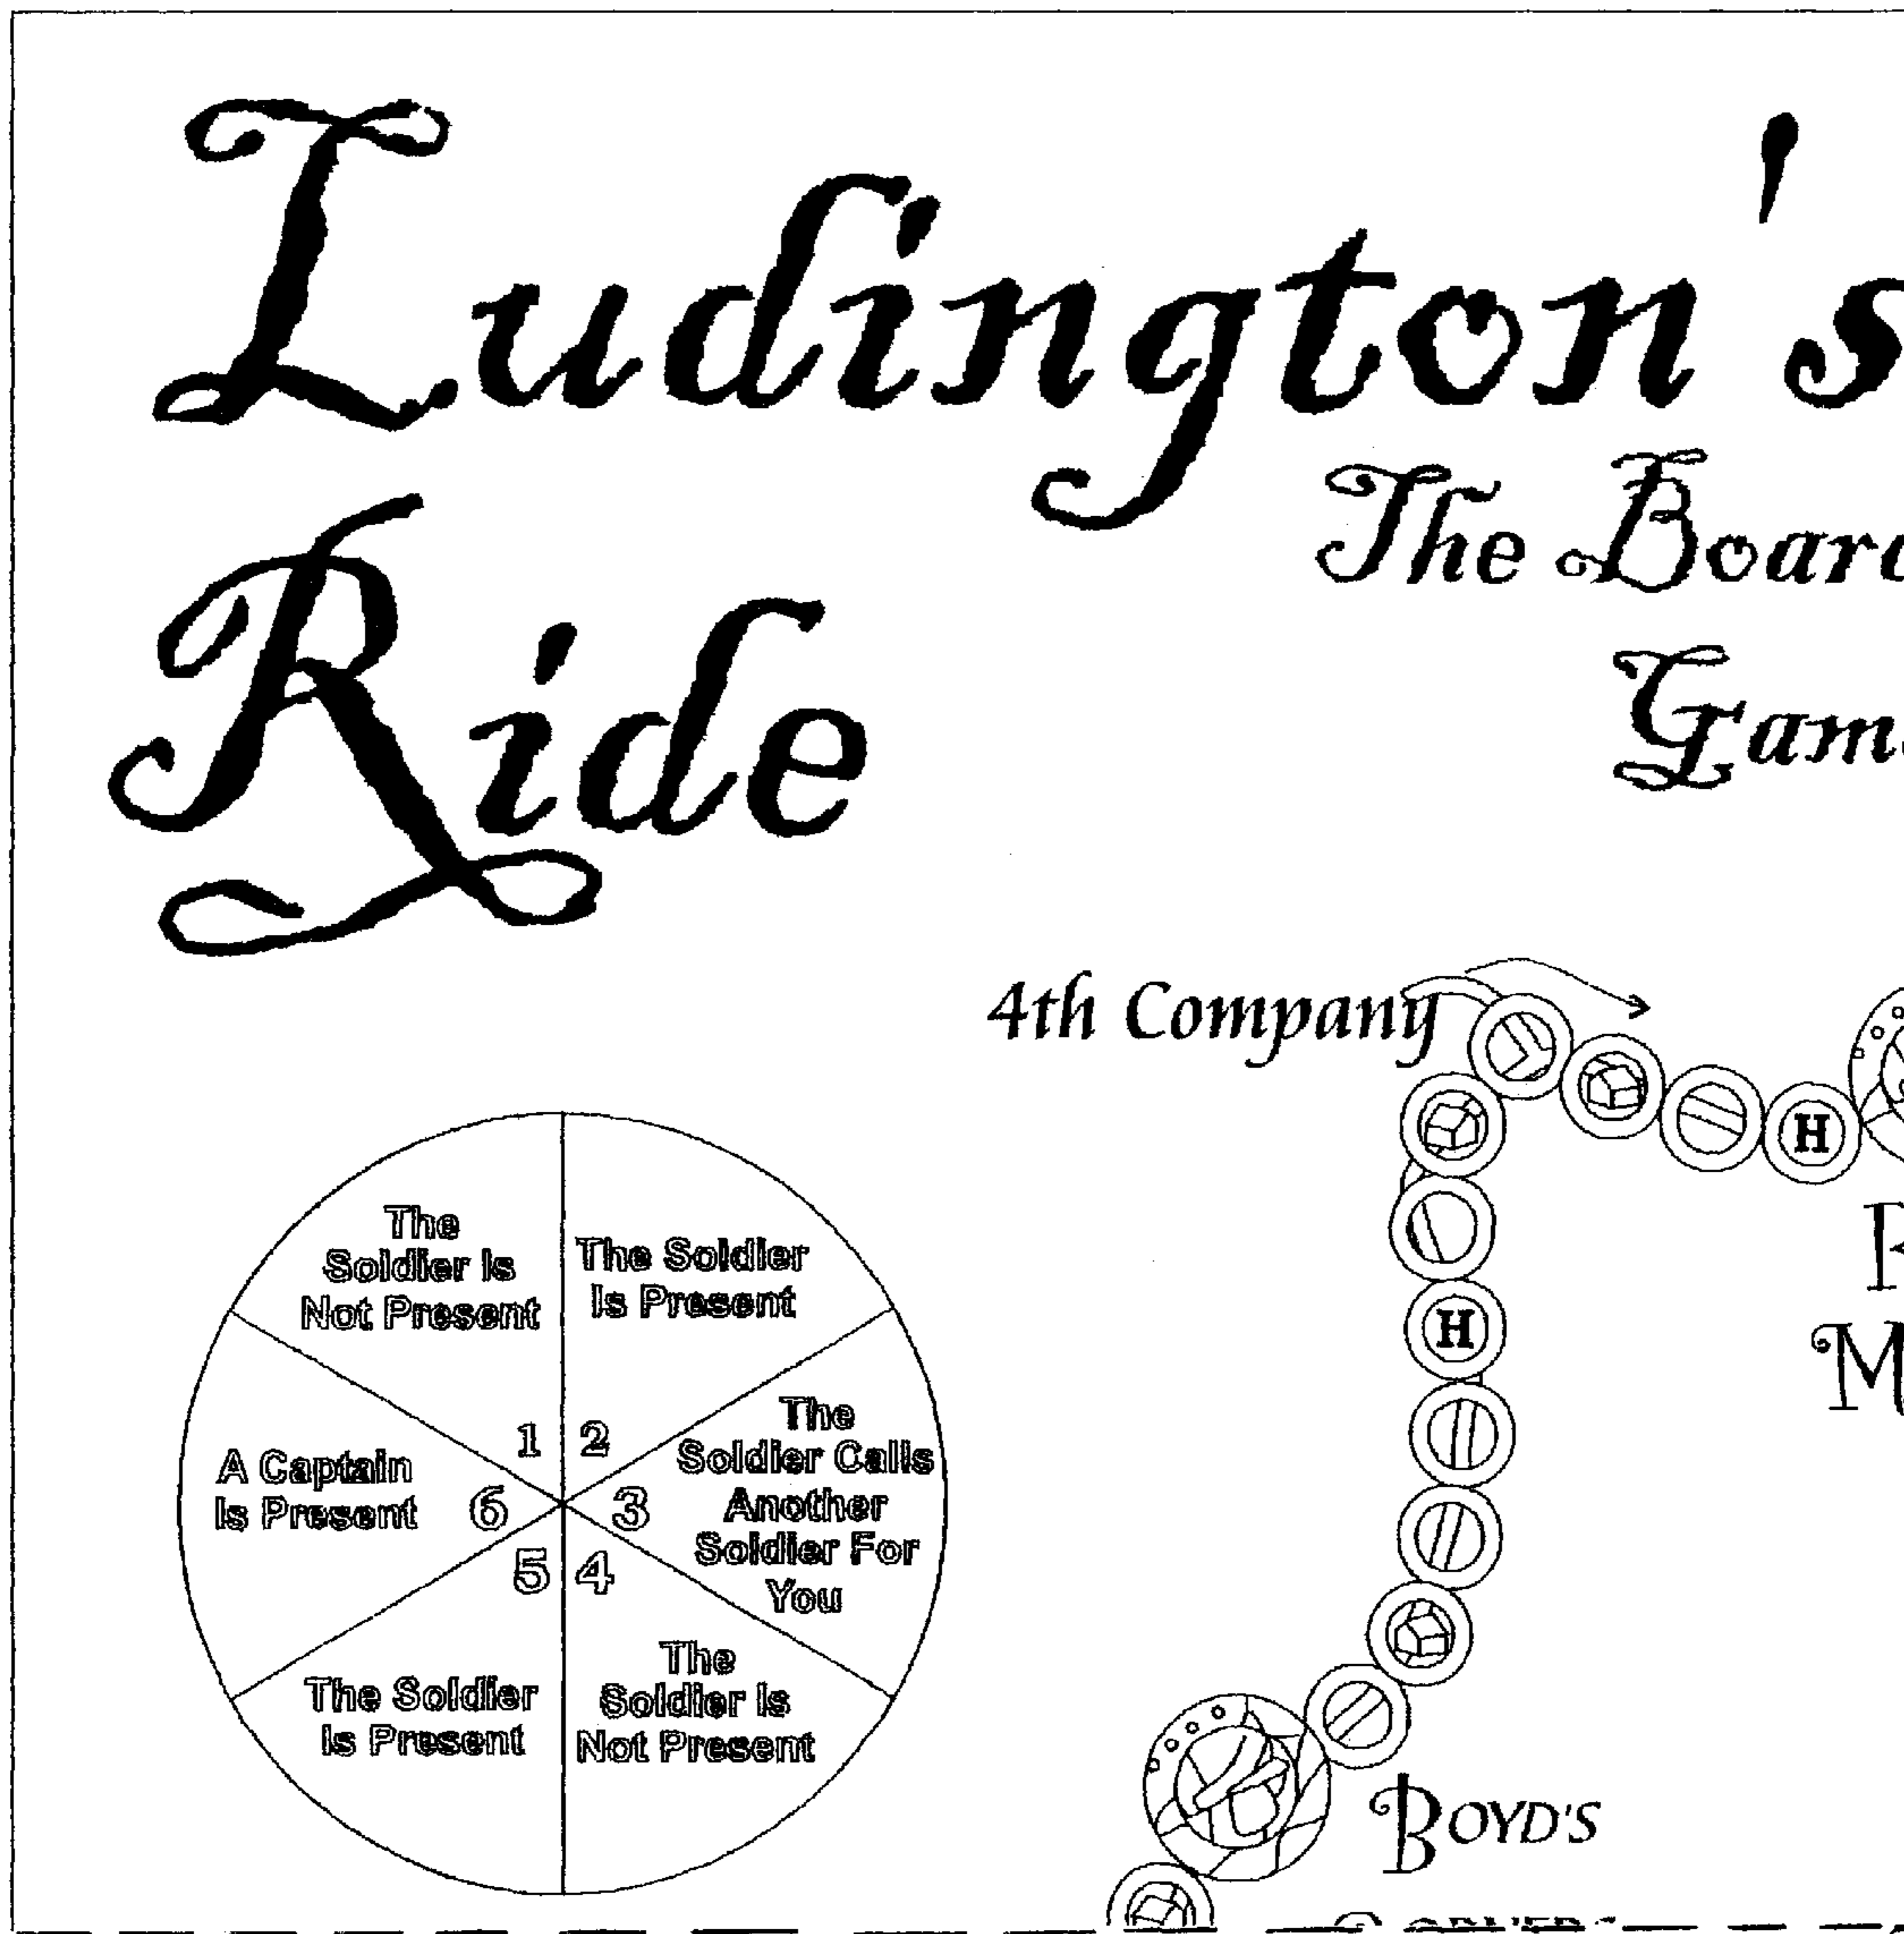 Ludington's
Ride
The Board
Game
4th Company
H
H
The
Soldier Is
Not Present
1
The Soldier
Is Present
2
The
Soldier Calls
Another
Soldier For
You
3
The
Soldier Is
Not Present
4
The Soldier
Is Present
5
A Captain
Is Present
6
BOYD'S